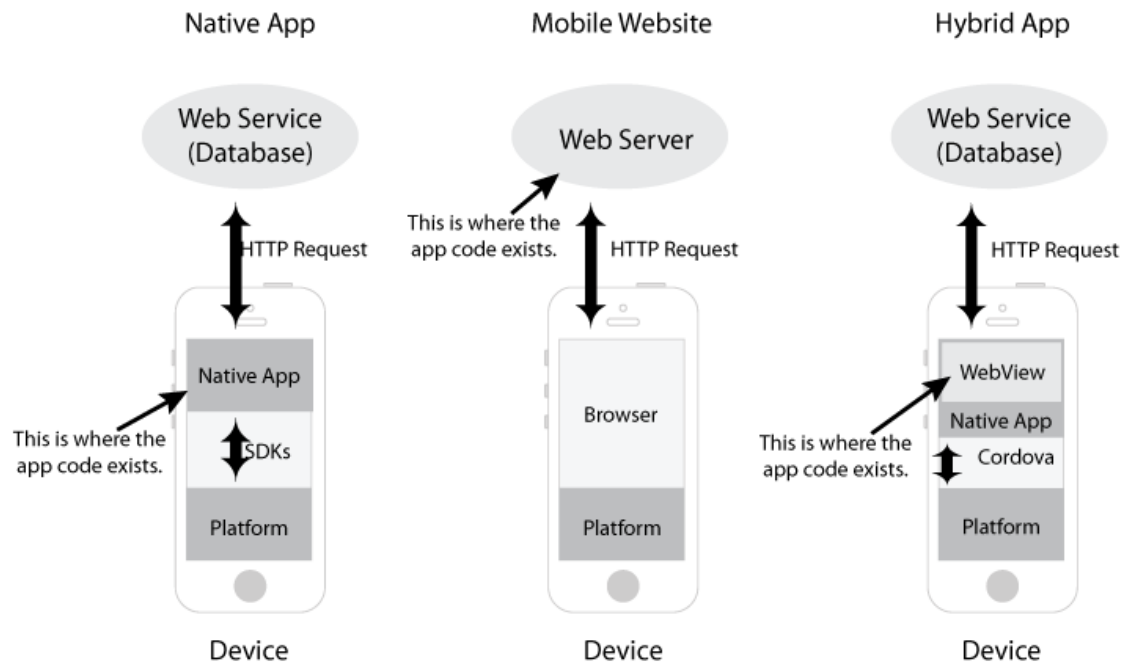 Native App
Mobile Website
Hybrid App
Web Service
(Database)
Web Server
Web Service
(Database)
This is where the
app code exists.
HTTP Request
HTTP Request
HTTP Request
Native App
SDKs
Platform
This is where the
app code exists.
Browser
Platform
WebView
Native App
Cordova
Platform
This is where the
app code exists.
Device
Device
Device